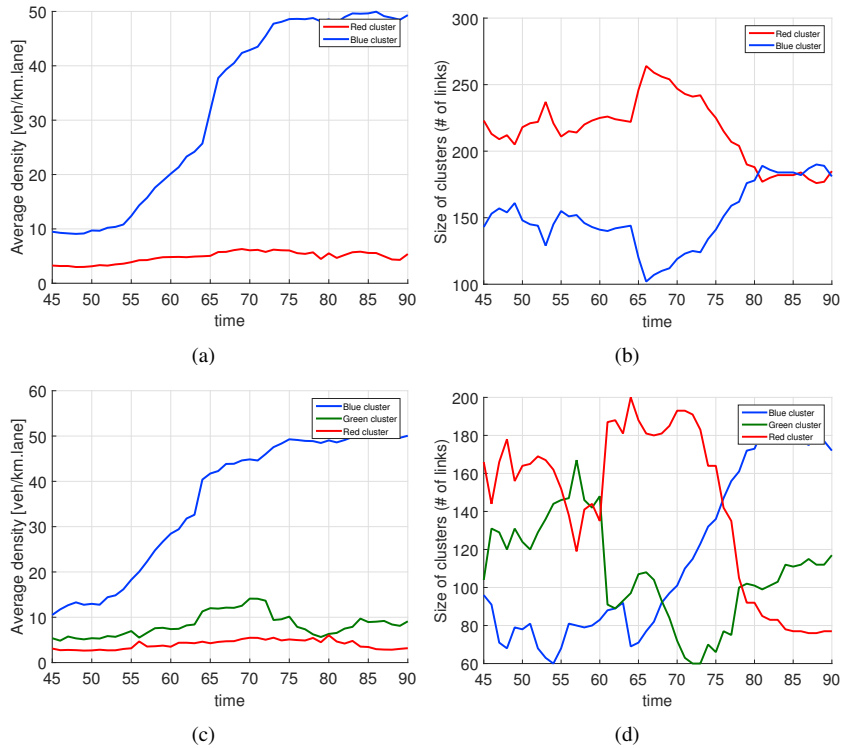 50
40
30
20
10
0
Average density [veh/km.lane]
Red cluster
Blue cluster
45 50 55 60 65 70 75 80 85 90
time
(a)
300
250
200
150
100
Size of clusters (# of links)
Red cluster
Blue cluster
45 50 55 60 65 70 75 80 85 90
time
(b)
60
50
40
30
20
10
0
Average density [veh/km.lane]
Blue cluster
Green cluster
Red cluster
45 50 55 60 65 70 75 80 85 90
time
(c)
200
180
160
140
120
100
80
60
Size of clusters (# of links)
Blue cluster
Green cluster
Red cluster
45 50 55 60 65 70 75 80 85 90
time
(d)